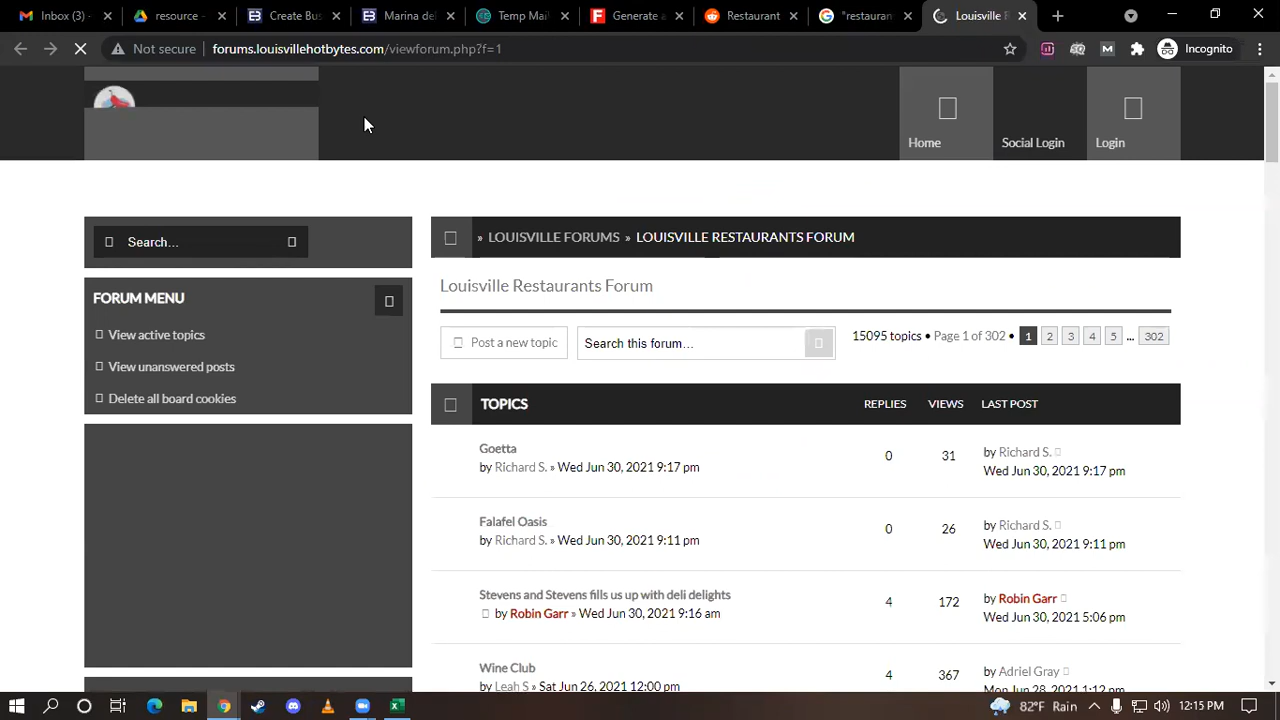 Inbox (3)
resource -
Create Bus
Marina del
Temp Mail
Generate a
Restaurant
"restauran
Louisville R
Not secure forums.louisvillehotbytes.com/viewforum.php?f=1
Incognito
Home
Social Login
Login
Search...
» LOUISVILLE FORUMS » LOUISVILLE RESTAURANTS FORUM
FORUM MENU
View active topics
View unanswered posts
Delete all board cookies
Louisville Restaurants Forum
Post a new topic
Search this forum...
15095 topics • Page 1 of 302 • 1 2 3 4 5 ... 302
TOPICS REPLIES VIEWS LAST POST
Goetta
by Richard S. » Wed Jun 30, 2021 9:17 pm
0
31
by Richard S.
Wed Jun 30, 2021 9:17 pm
Falafel Oasis
by Richard S. » Wed Jun 30, 2021 9:11 pm
0
26
by Richard S.
Wed Jun 30, 2021 9:11 pm
Stevens and Stevens fills us up with deli delights
by Robin Garr » Wed Jun 30, 2021 9:16 am
4
172
by Robin Garr
Wed Jun 30, 2021 5:06 pm
Wine Club
by Leah S » Sat Jun 26, 2021 12:00 pm
4
367
by Adriel Gray
Mon Jun 28, 2021 1:12 pm
82°F Rain
12:15 PM